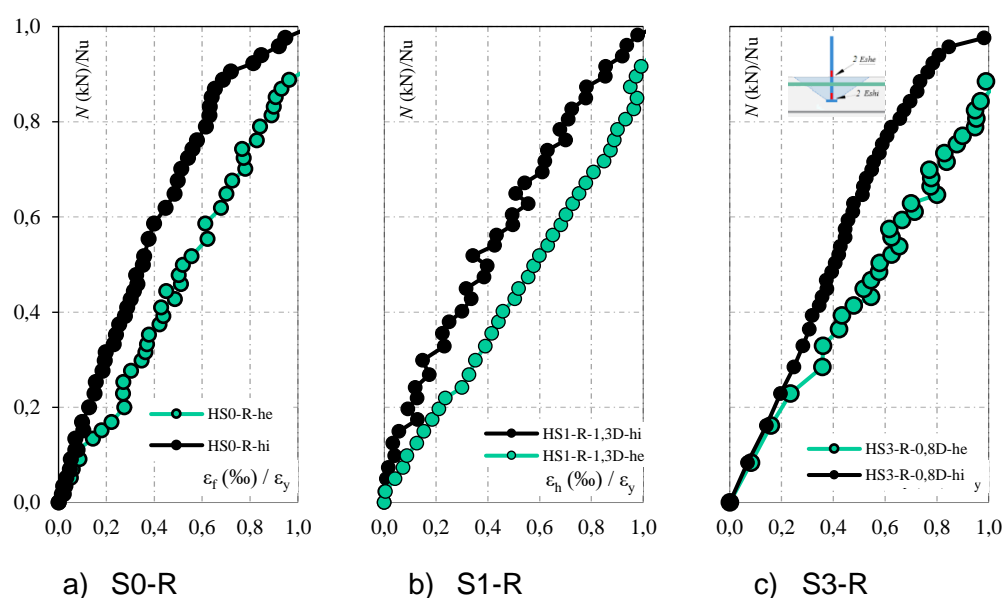 1,0
0,8
0,6
0,4
0,2
0,0
N (kN)/Nu
HS0-R-he
HS0-R-hi
ε_f (‰) / ε_y
0,0 0,2 0,4 0,6 0,8 1,0
a) S0-R
N (kN)/Nu
HS1-R-1,3D-hi
HS1-R-1,3D-he
ε_h (‰) / ε_y
0,0 0,2 0,4 0,6 0,8 1,0
b) S1-R
N (kN)/Nu
2 Eshe
2 Eshi
HS3-R-0,8D-he
HS3-R-0,8D-hi
y
0,0 0,2 0,4 0,6 0,8 1,0
c) S3-R